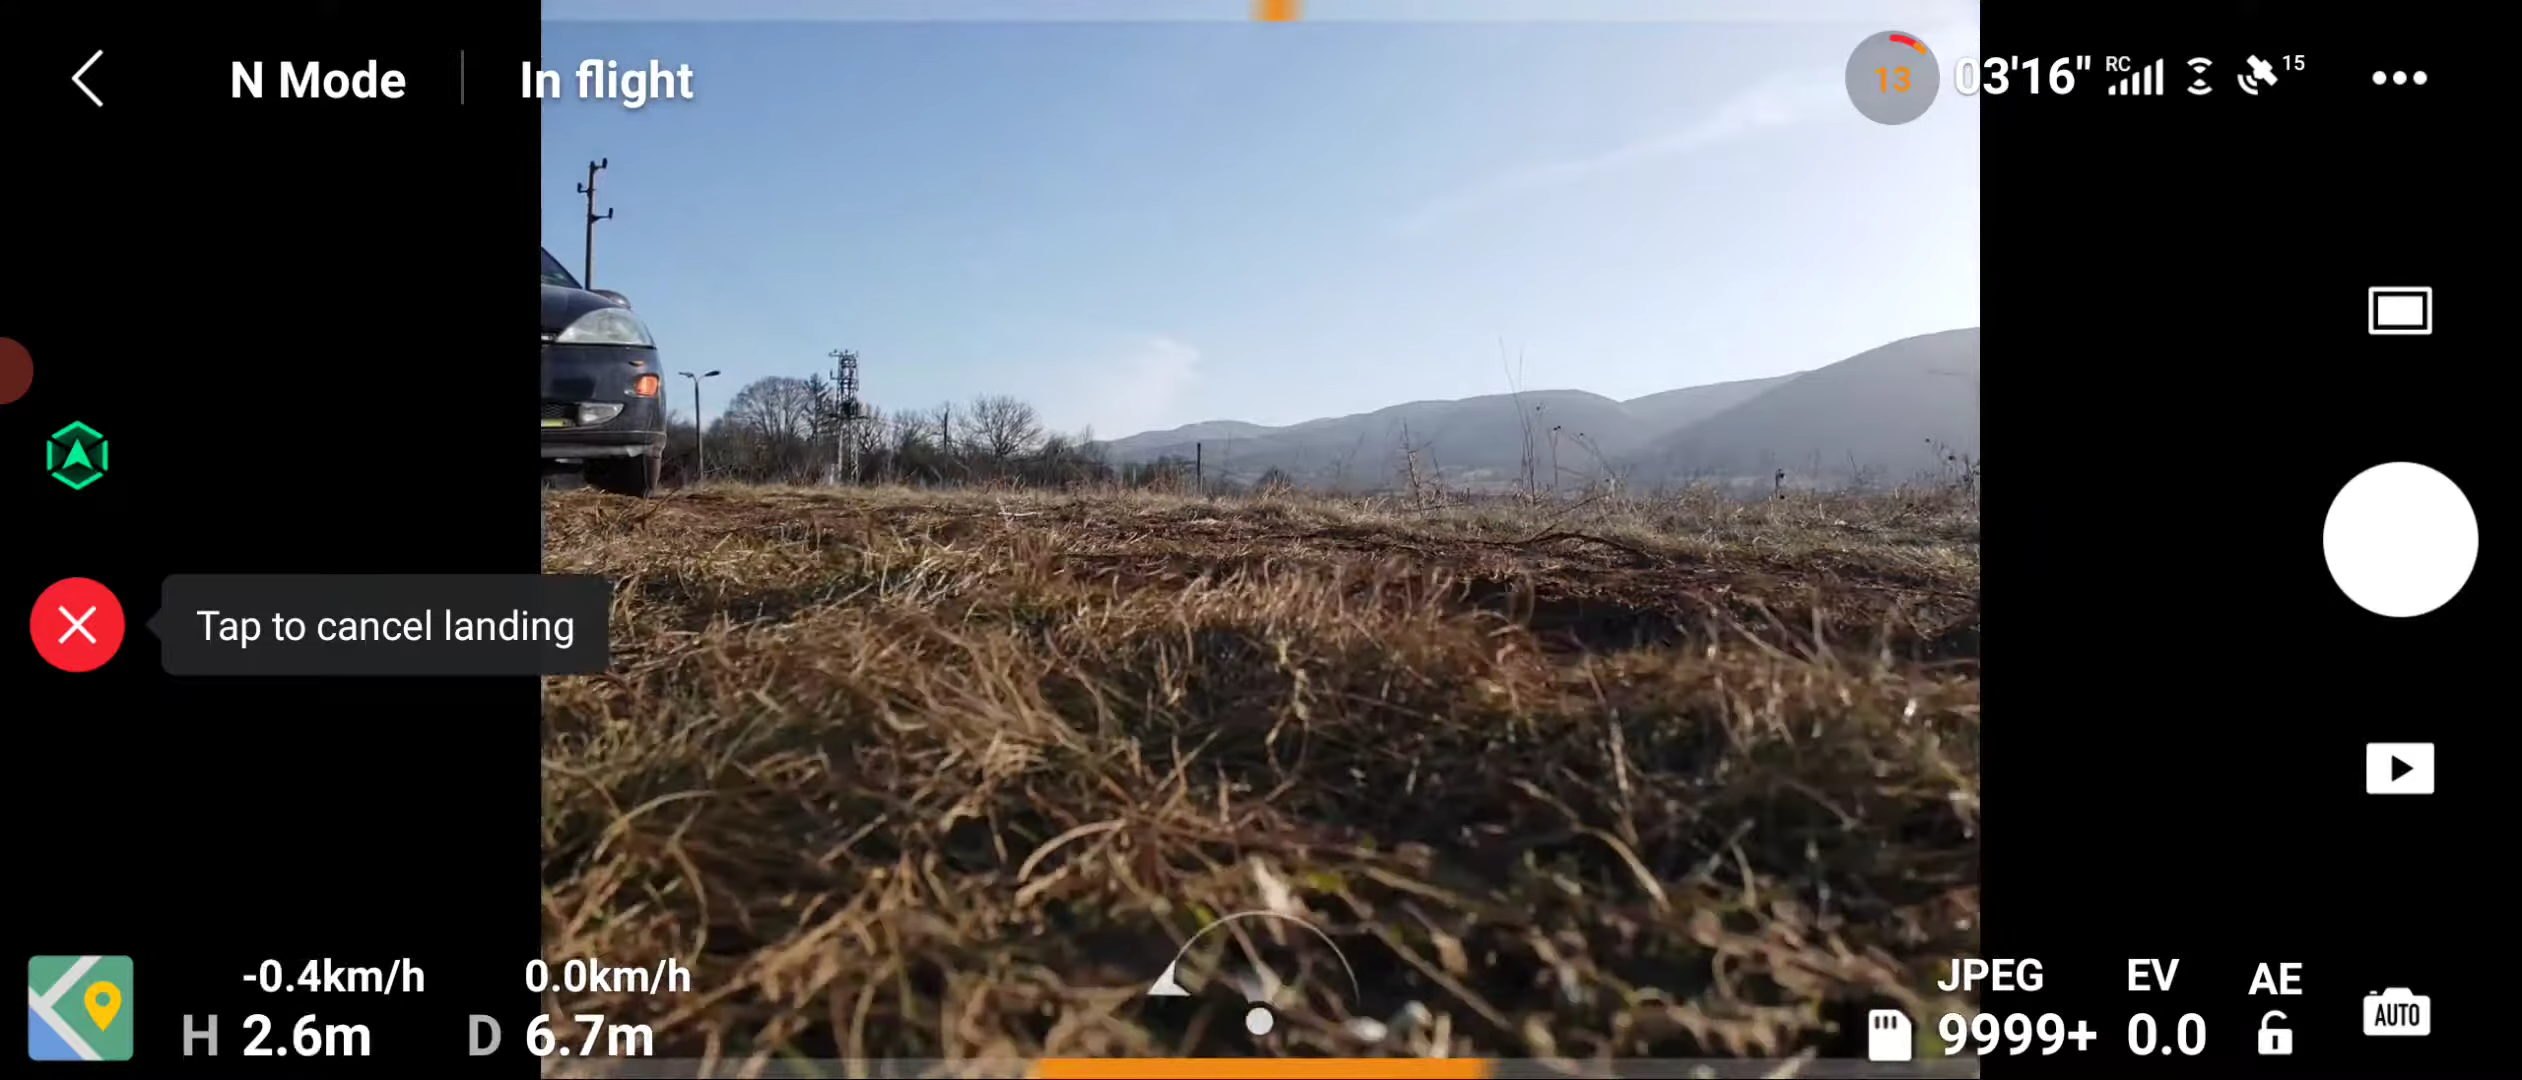 N Mode
In flight
13
03'16"
RC
15
Tap to cancel landing
-0.4km/h
0.0km/h
H 2.6m
D 6.7m
JPEG
9999+
EV
0.0
AE
AUTO